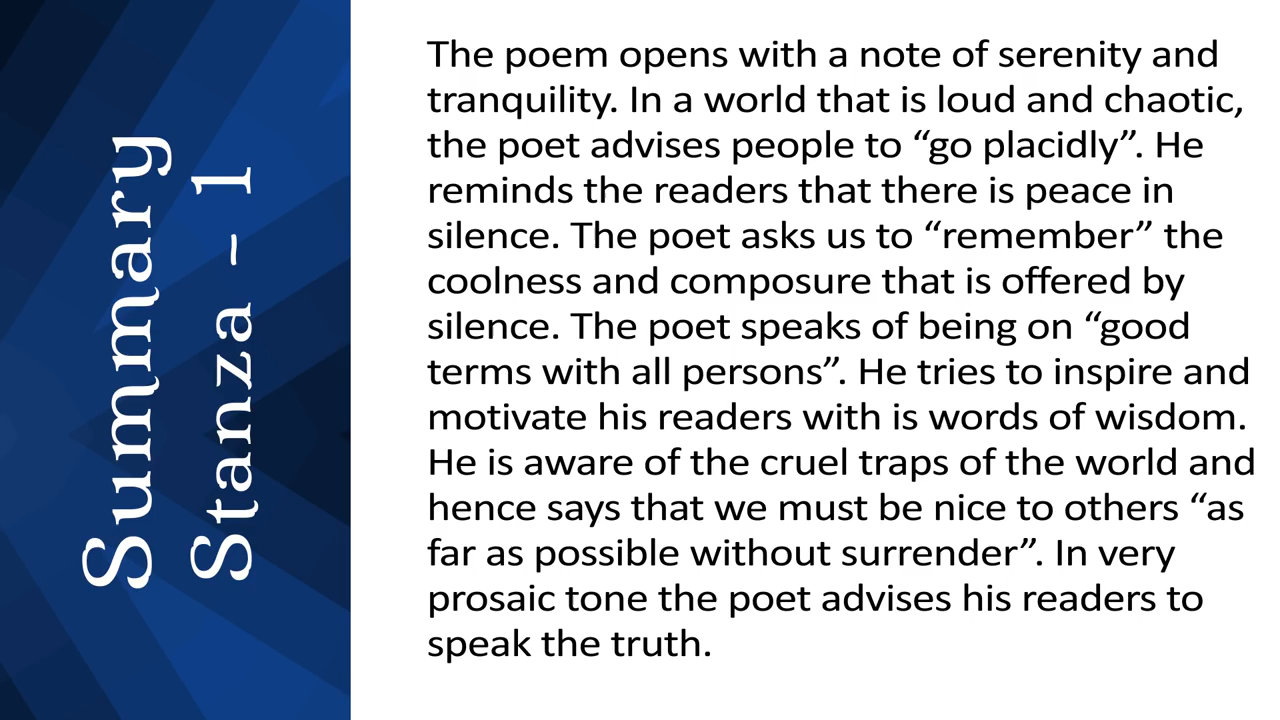 Summary
Stanza – 1
The poem opens with a note of serenity and
tranquility. In a world that is loud and chaotic,
the poet advises people to “go placidly”. He
reminds the readers that there is peace in
silence. The poet asks us to “remember” the
coolness and composure that is offered by
silence. The poet speaks of being on “good
terms with all persons”. He tries to inspire and
motivate his readers with is words of wisdom.
He is aware of the cruel traps of the world and
hence says that we must be nice to others “as
far as possible without surrender”. In very
prosaic tone the poet advises his readers to
speak the truth.